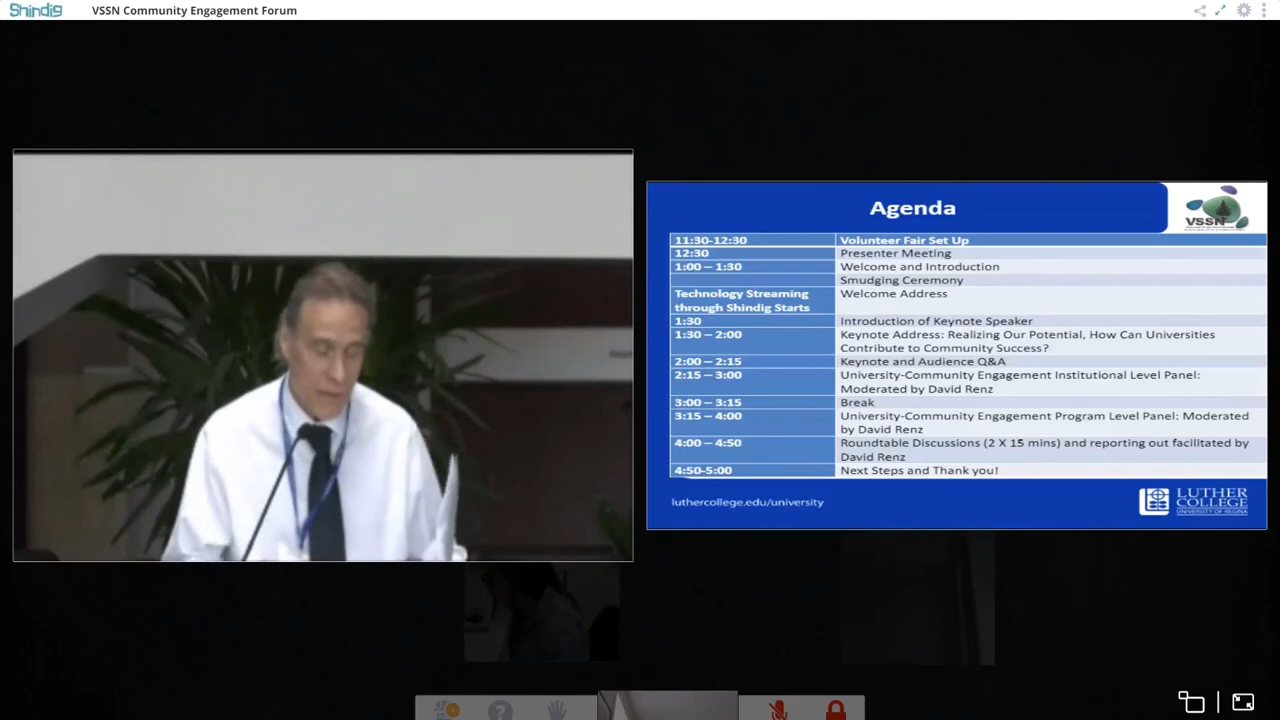 Shindig
VSSN Community Engagement Forum
Agenda
VSSN
11:30-12:30 Volunteer Fair Set Up
12:30 Presenter Meeting
1:00 – 1:30 Welcome and Introduction
Smudging Ceremony
Technology Streaming Welcome Address
through Shindig Starts
1:30 Introduction of Keynote Speaker
1:30 – 2:00 Keynote Address: Realizing Our Potential, How Can Universities
Contribute to Community Success?
2:00 – 2:15 Keynote and Audience Q&A
2:15 – 3:00 University-Community Engagement Institutional Level Panel:
Moderated by David Renz
3:00 – 3:15 Break
3:15 – 4:00 University-Community Engagement Program Level Panel: Moderated
by David Renz
4:00 – 4:50 Roundtable Discussions (2 X 15 mins) and reporting out facilitated by
David Renz
4:50-5:00 Next Steps and Thank you!
luthercollege.edu/university
LUTHER
COLLEGE
UNIVERSITY OF REGINA